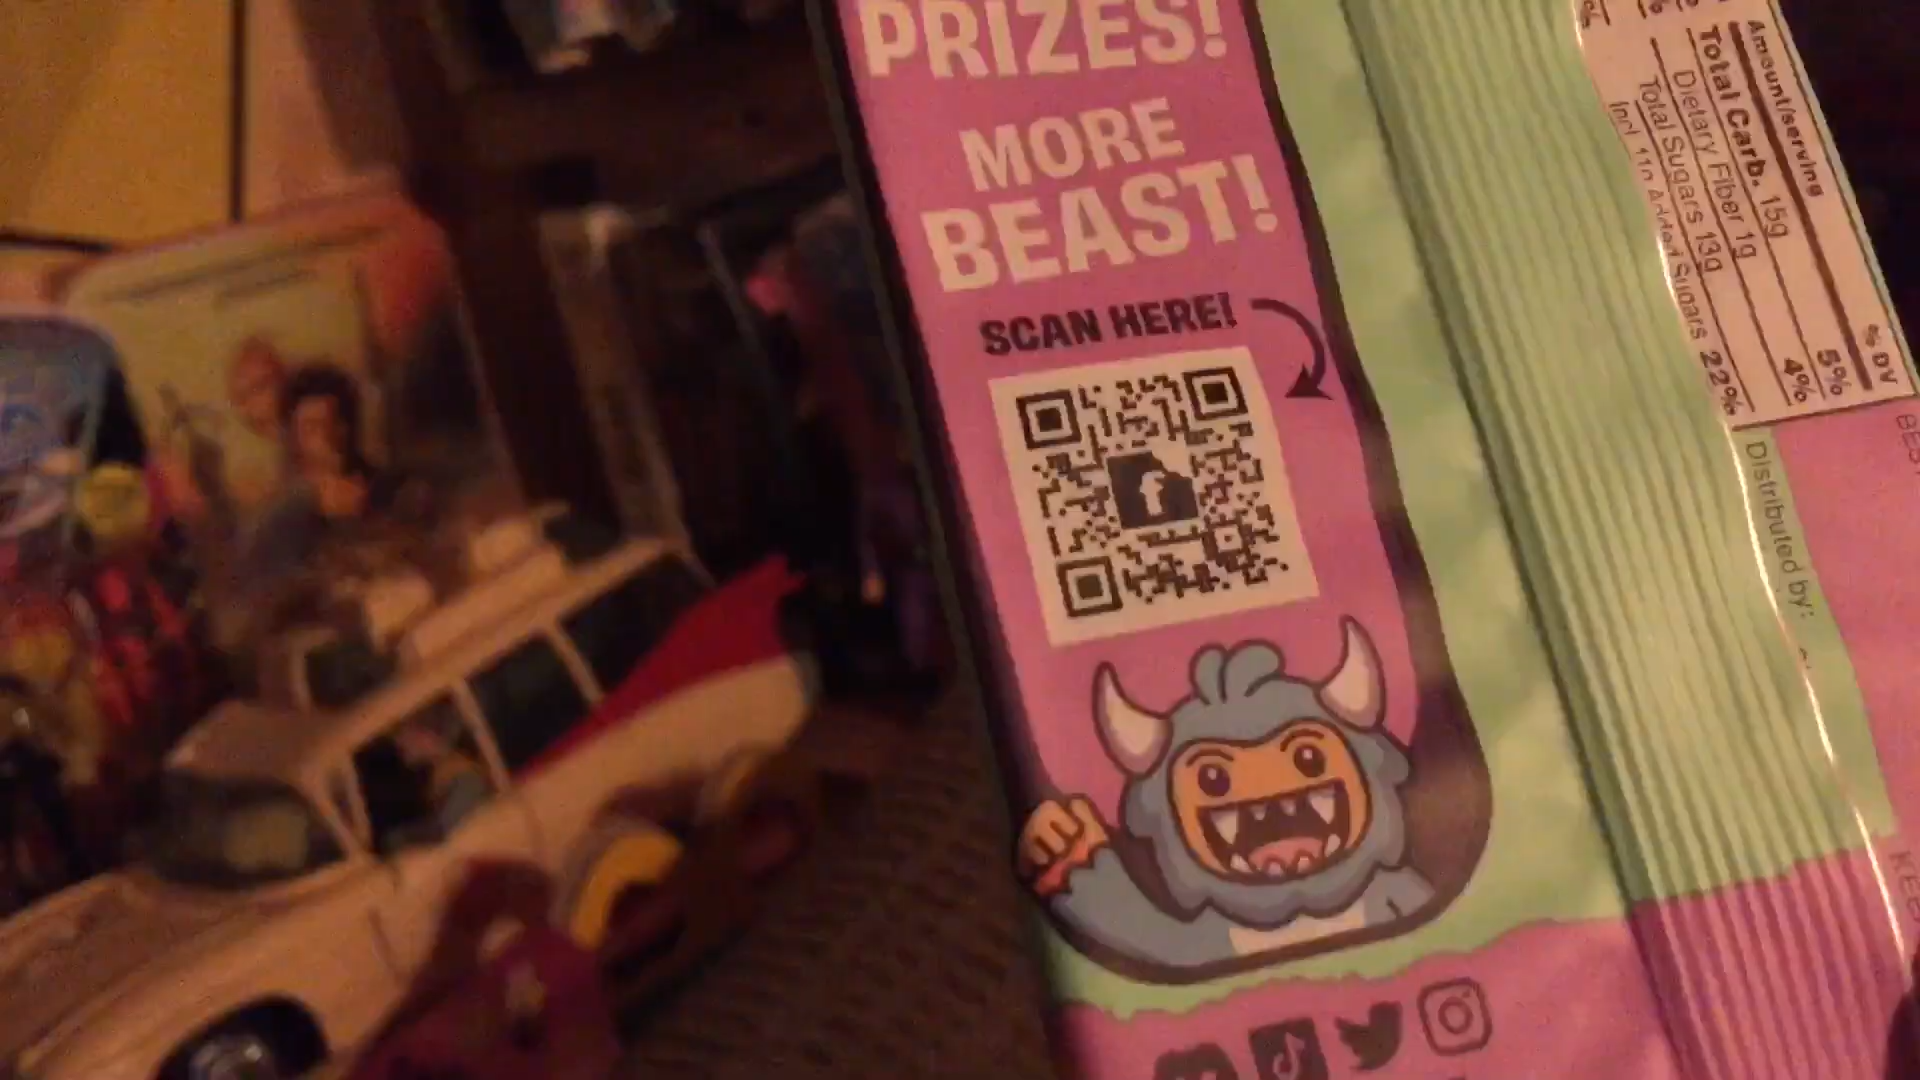 PRIZES!
MORE
BEAST!
SCAN HERE!
f
Amount/serving
% DV
Total Carb. 15g
5%
Dietary Fiber 1g
4%
Total Sugars 13g
Incl. 11g Added Sugars 22%
Distributed by: